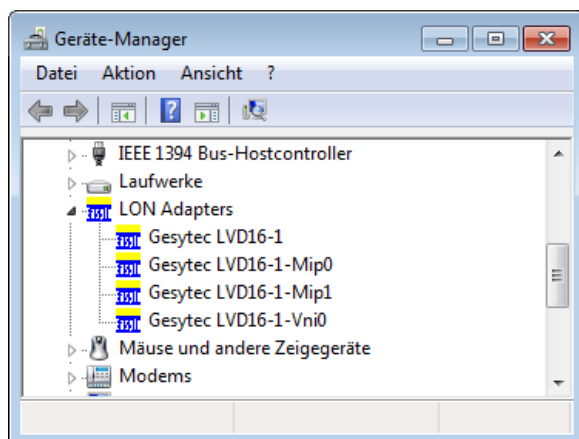 Geräte-Manager
Datei Aktion Ansicht ?
IEEE 1394 Bus-Hostcontroller
Laufwerke
LON Adapters
Gesytec LVD16-1
Gesytec LVD16-1-Mip0
Gesytec LVD16-1-Mip1
Gesytec LVD16-1-Vni0
Mäuse und andere Zeigegeräte
Modems